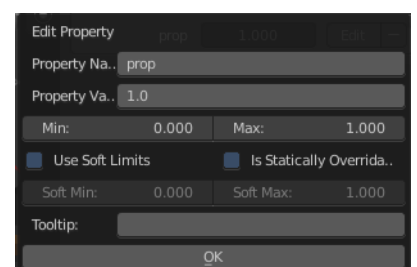 Edit Property prop 1.000 Edit
Property Na.. prop
Property Va.. 1.0
Min: 0.000 Max: 1.000
Use Soft Limits Is Statically Overrida..
Soft Min: 0.000 Soft Max: 1.000
Tooltip:
OK